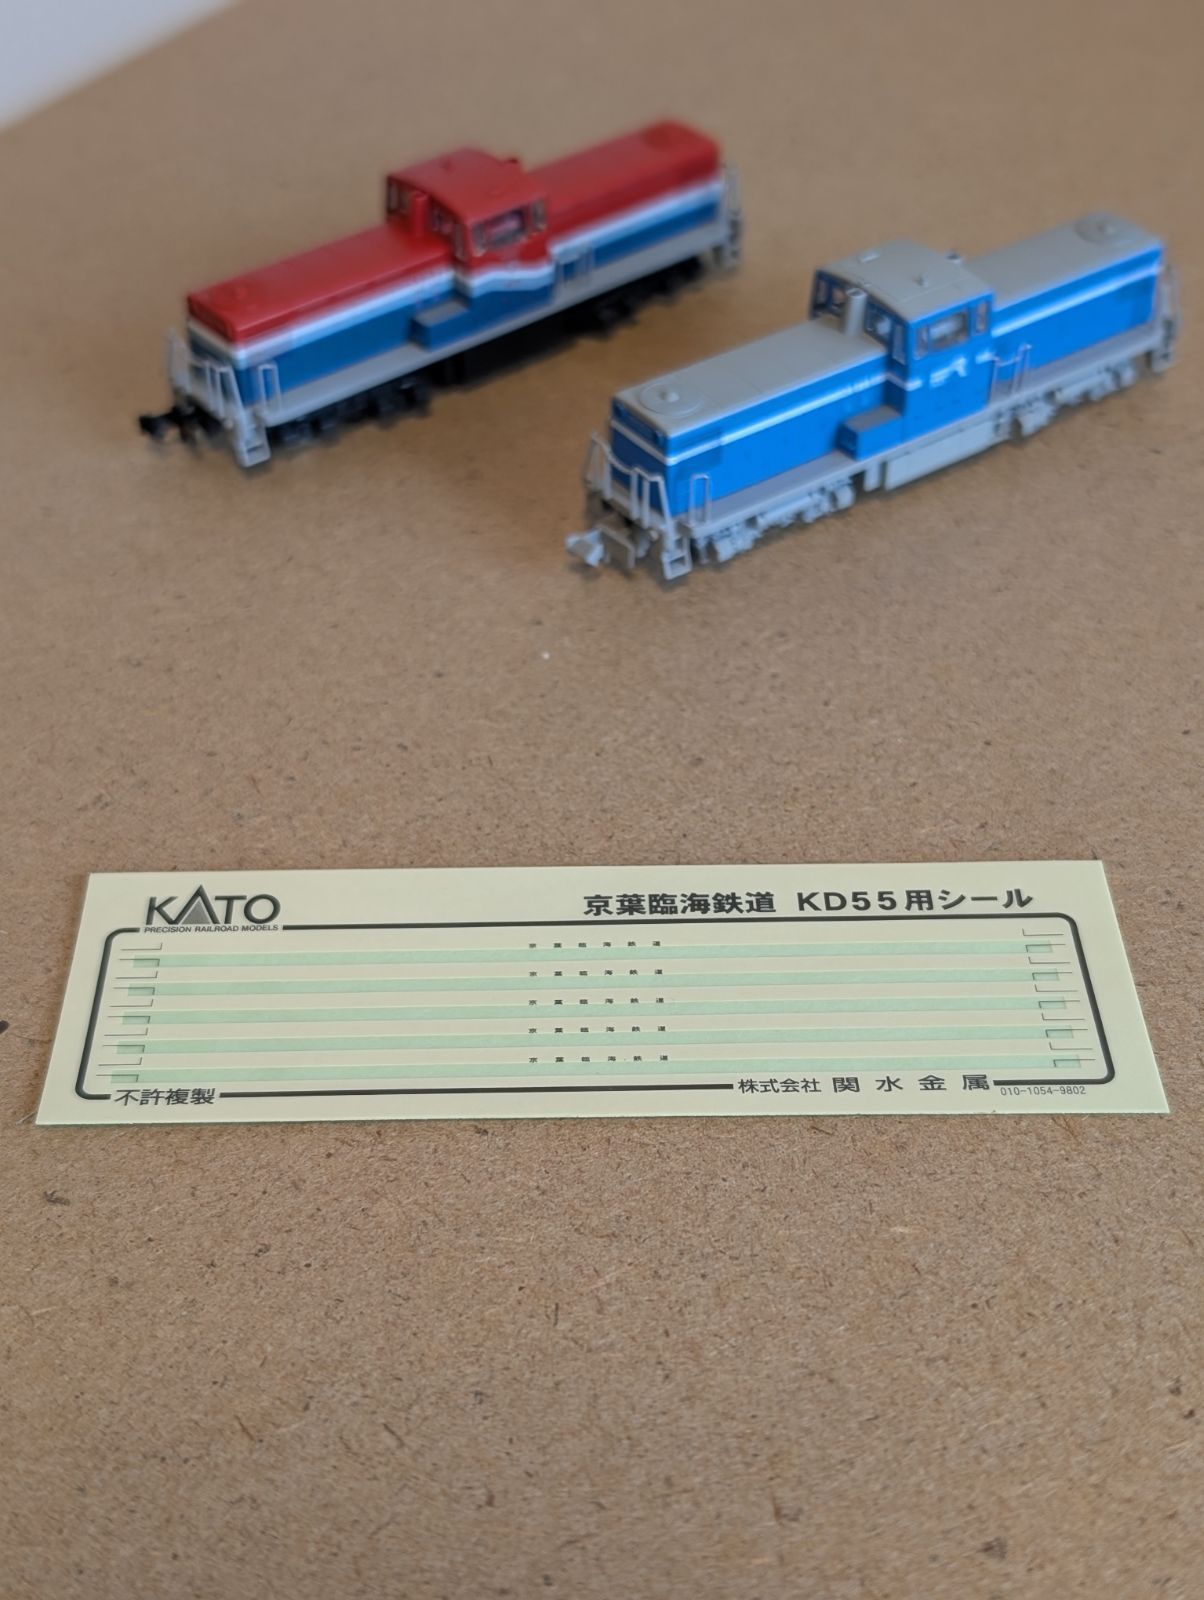 KATO
PRECISION RAILROAD MODELS
京葉臨海鉄道 KD55用シール
京葉臨海鉄道
京葉臨海鉄道
京葉臨海鉄道
京葉臨海鉄道
京葉臨海鉄道
不許複製
株式会社 関水金属
010-1054-9802